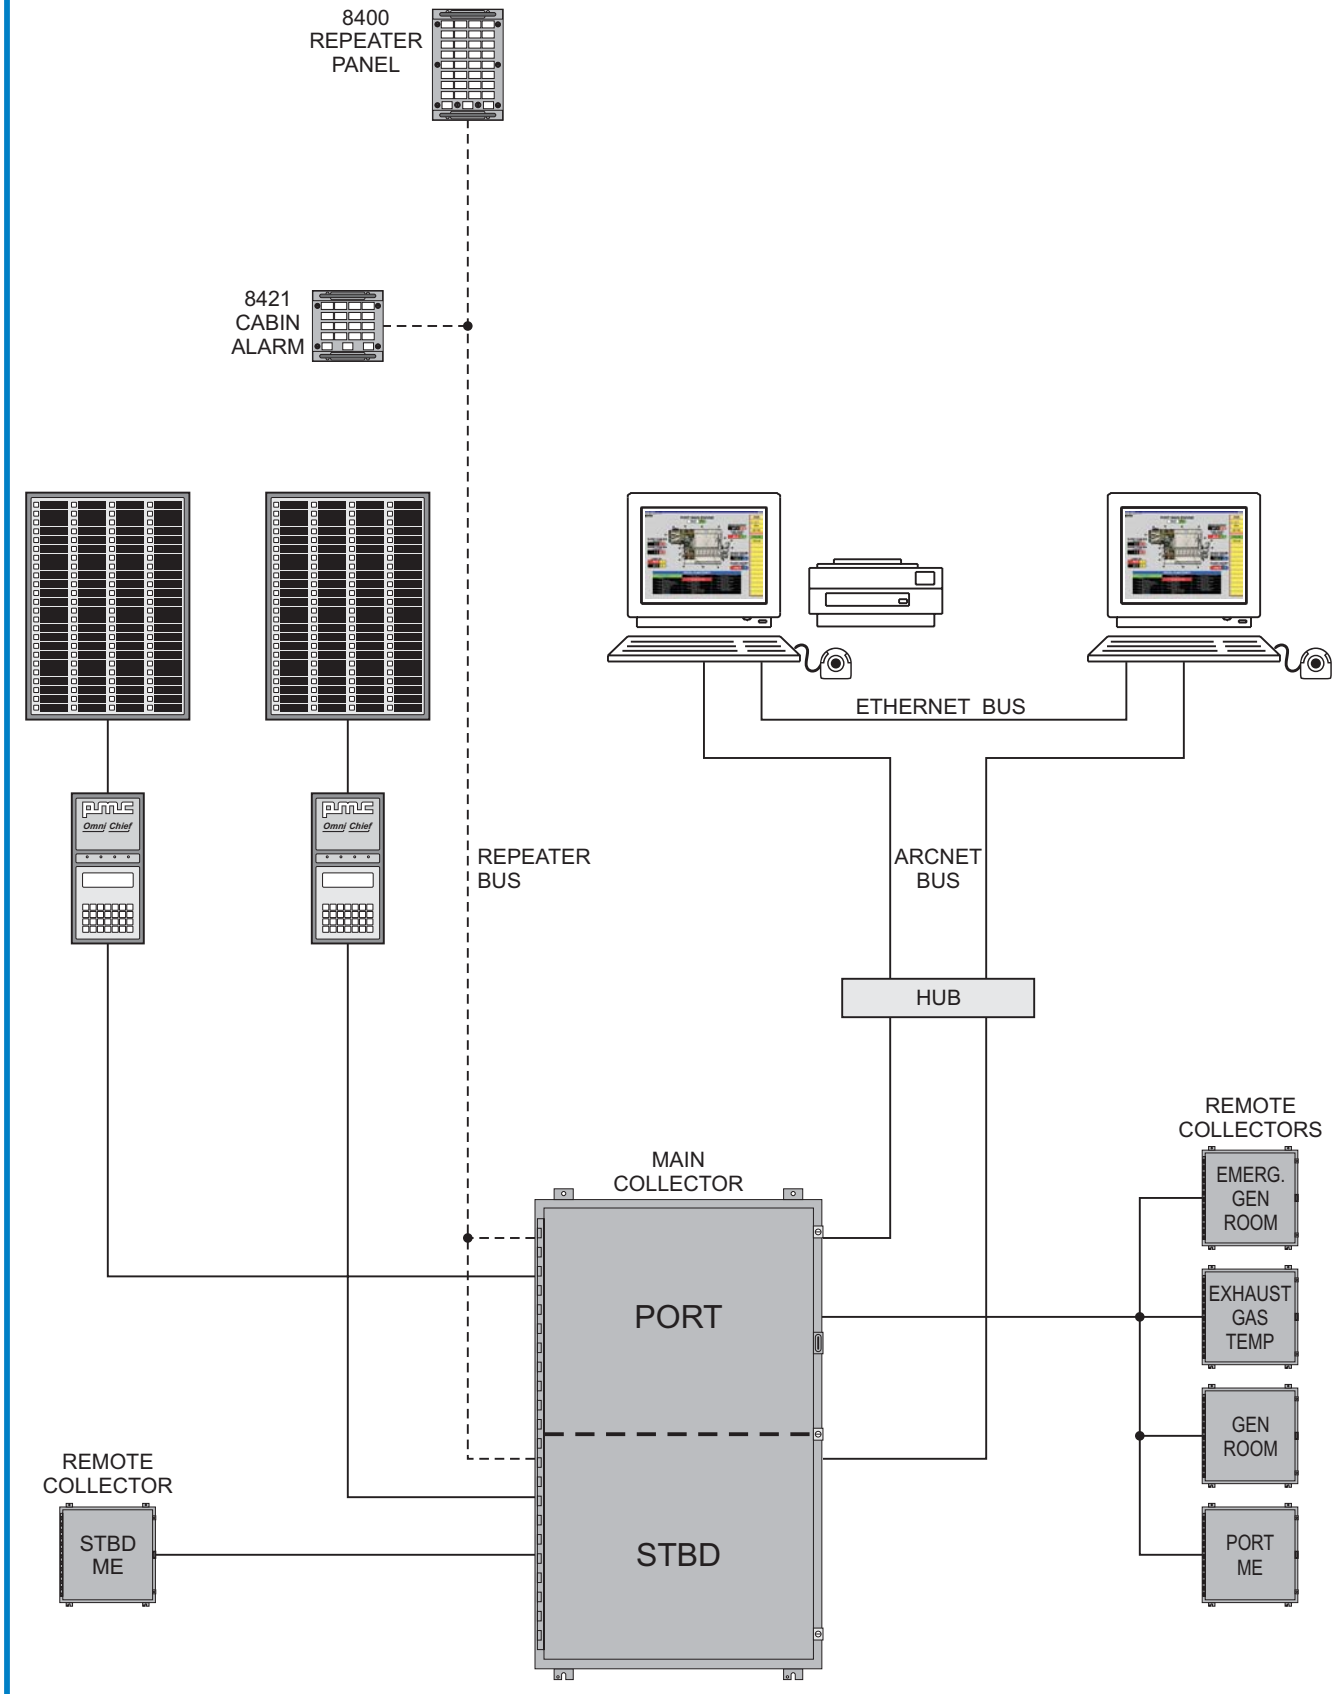 8400
REPEATER
PANEL
8421
CABIN
ALARM
ETHERNET BUS
pmc
Omni Chief
pmc
Omni Chief
REPEATER
BUS
ARCNET
BUS
HUB
REMOTE
COLLECTORS
MAIN
COLLECTOR
EMERG.
GEN
ROOM
EXHAUST
GAS
TEMP
PORT
GEN
ROOM
REMOTE
COLLECTOR
STBD
ME
STBD
PORT
ME